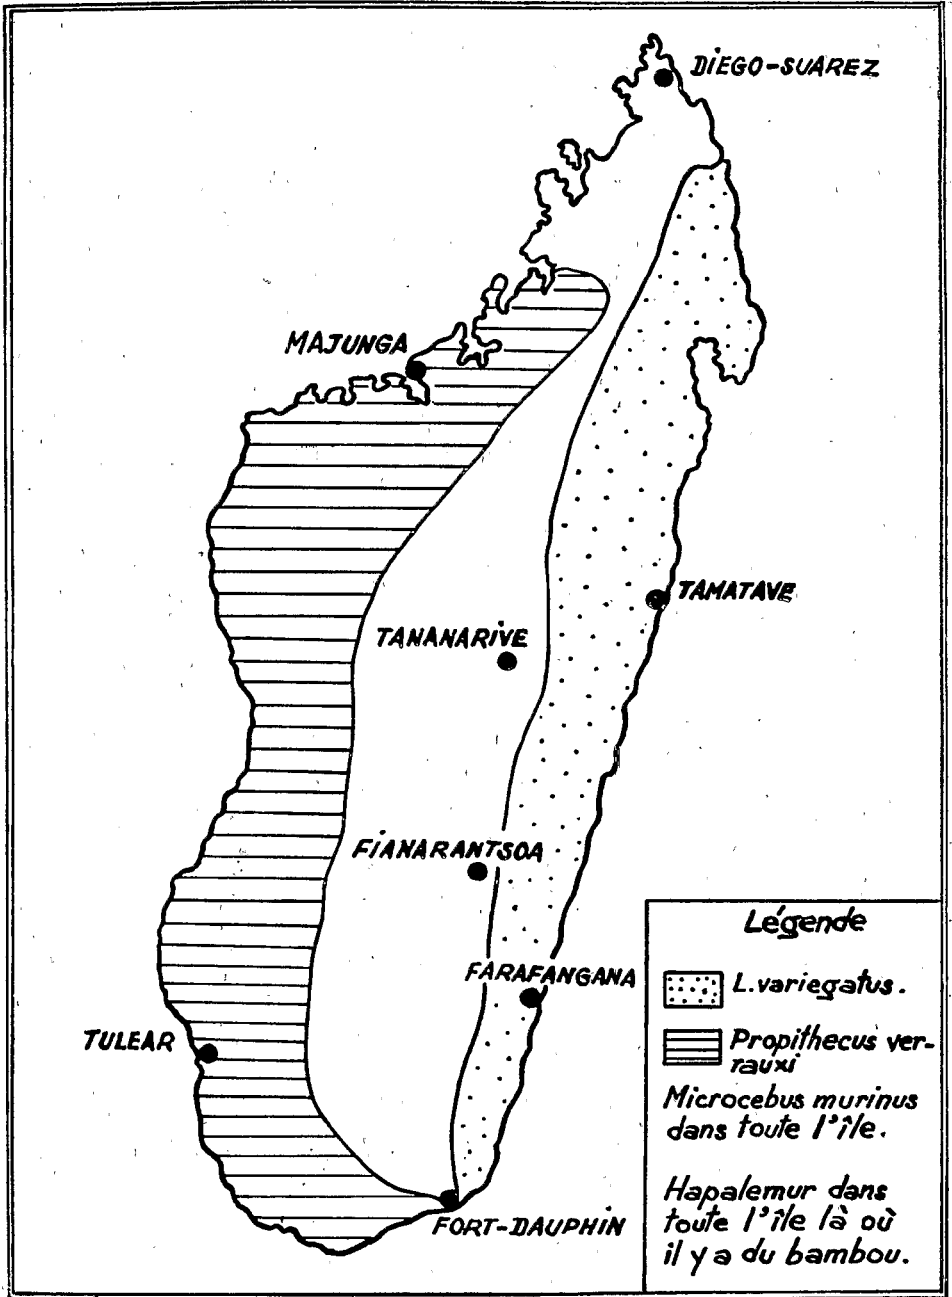 DIEGO-SUAREZ
MAJUNGA
TAMATAVE
TANANARIVE
FIANARANTSOA
FARAFANGANA
TULEAR
FORT-DAUPHIN
Légende
L.variegatus.
Propithecus ver-
rauxi
Microcebus murinus
dans toute l'île.
Hapalemur dans
toute l'île là où
il y a du bambou.